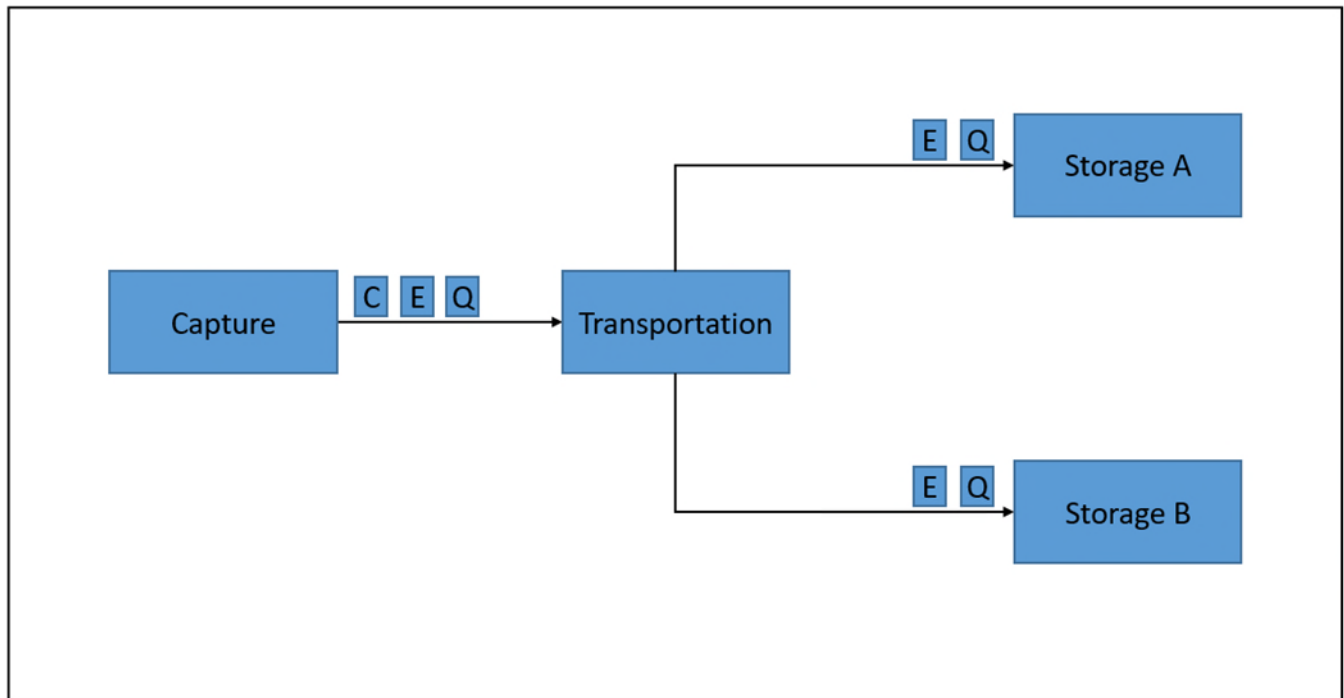 E Q
Storage A
Capture
C E Q
Transportation
E Q
Storage B